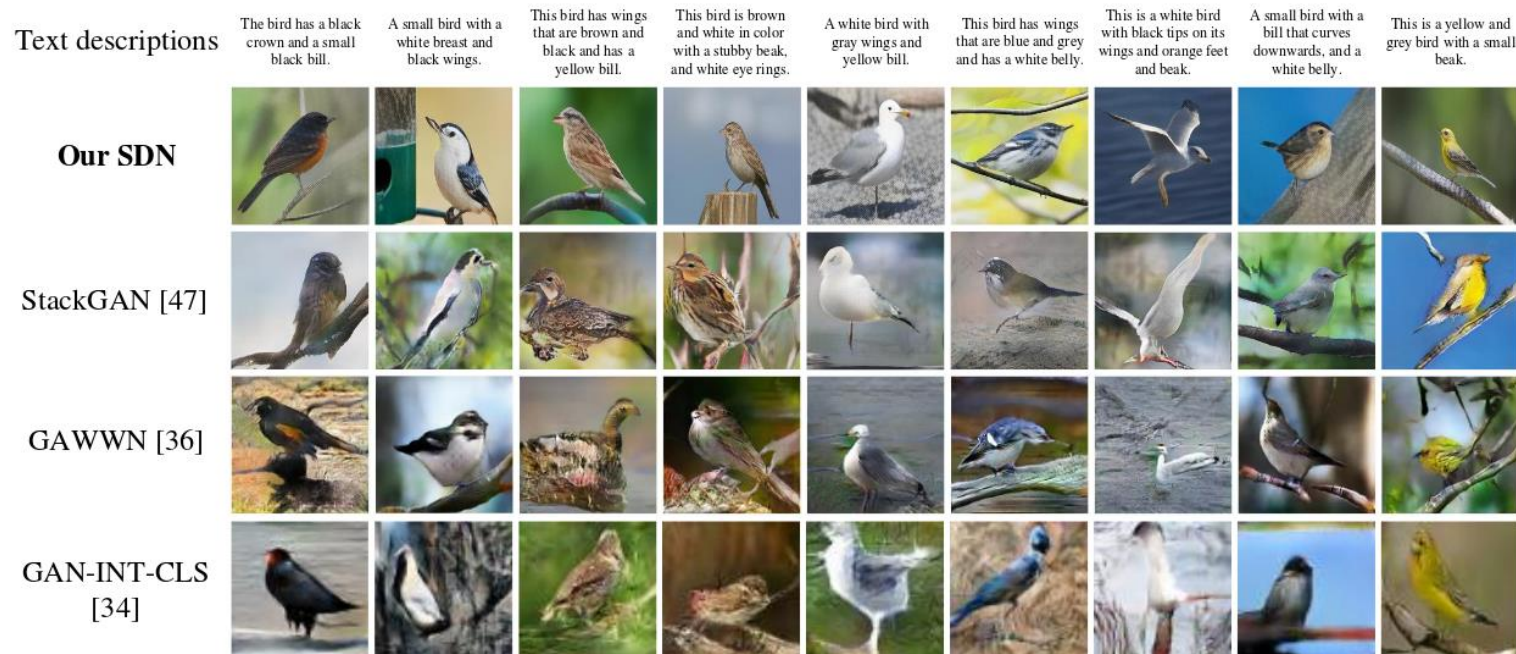 Text descriptions
The bird has a black
crown and a small
black bill.
A small bird with a
white breast and
black wings.
This bird has wings
that are brown and
black and has a
yellow bill.
This bird is brown
and white in color
with a stubby beak,
and white eye rings.
A white bird with
gray wings and
yellow bill.
This bird has wings
that are blue and grey
and has a white belly.
This is a white bird
with black tips on its
wings and orange feet
and beak.
A small bird with a
bill that curves
downwards, and a
white belly.
This is a yellow and
grey bird with a small
beak.
Our SDN
StackGAN [47]
GAWWN [36]
GAN-INT-CLS
[34]